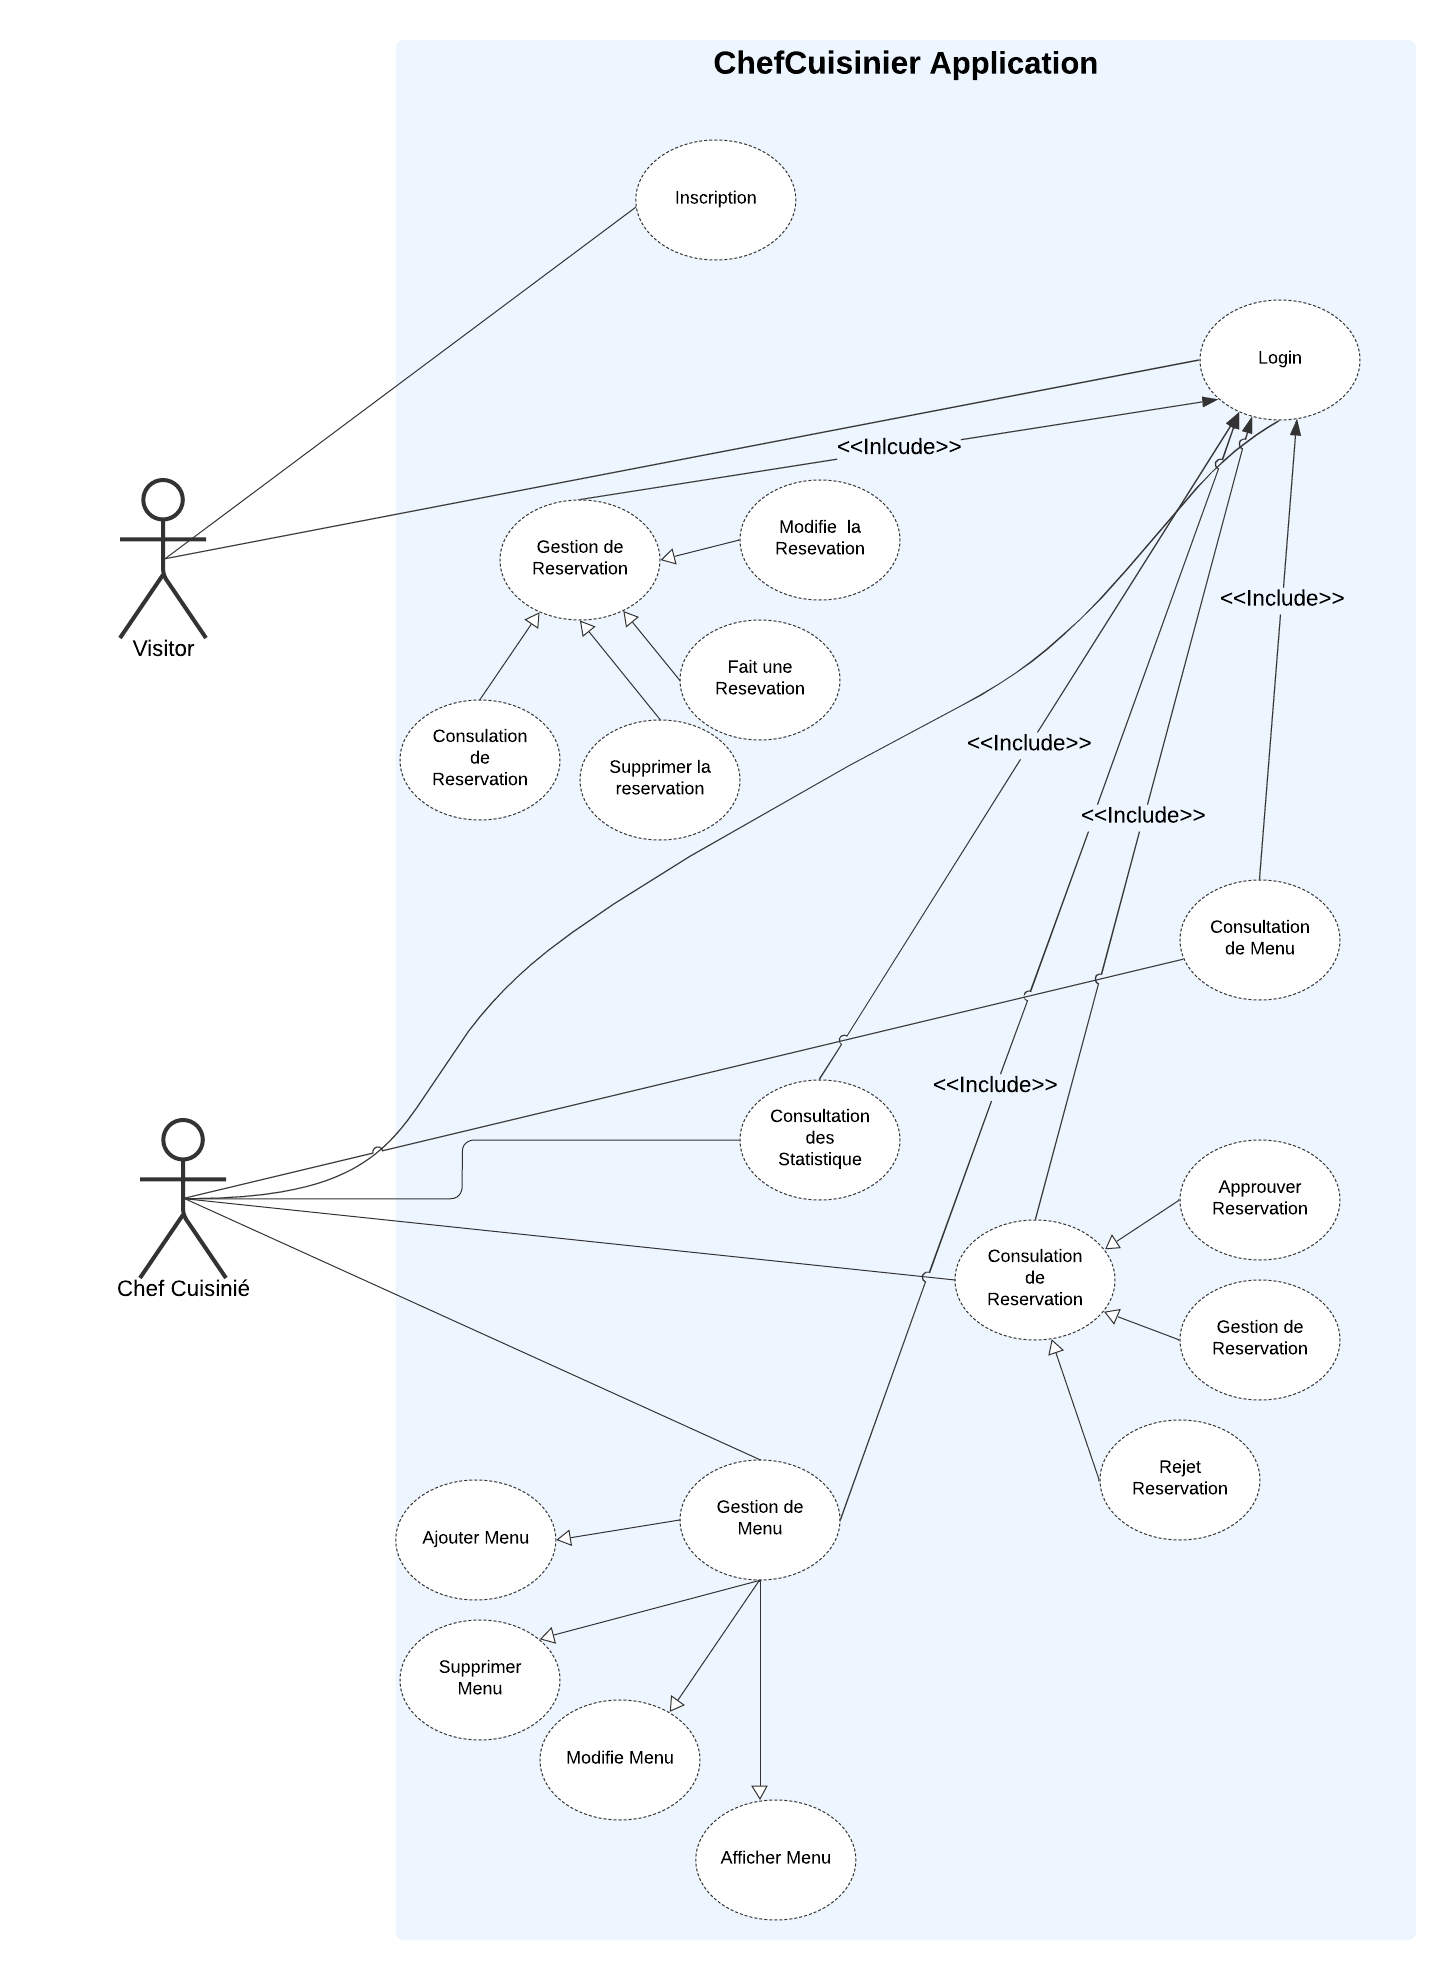 ChefCuisinier Application
Inscription
Login
<<Inlcude>>
Modifie  la
Resevation
Gestion de
Reservation
Visitor
<<Include>>
Fait une
Resevation
Consulation
de
Reservation
Supprimer la
reservation
<<Include>>
<<Include>>
Consultation
de Menu
<<Include>>
Consultation
des
Statistique
Chef Cuisinié
Approuver
Reservation
Consulation
de
Reservation
Gestion de
Reservation
Rejet
Reservation
Gestion de
Menu
Ajouter Menu
Supprimer
Menu
Modifie Menu
Afficher Menu